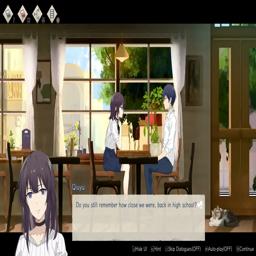 Qiuyu
Do you still remember how close we were, back in high school?
Hide UI Hint Skip Dialogues(OFF) Auto-play(OFF) Continue